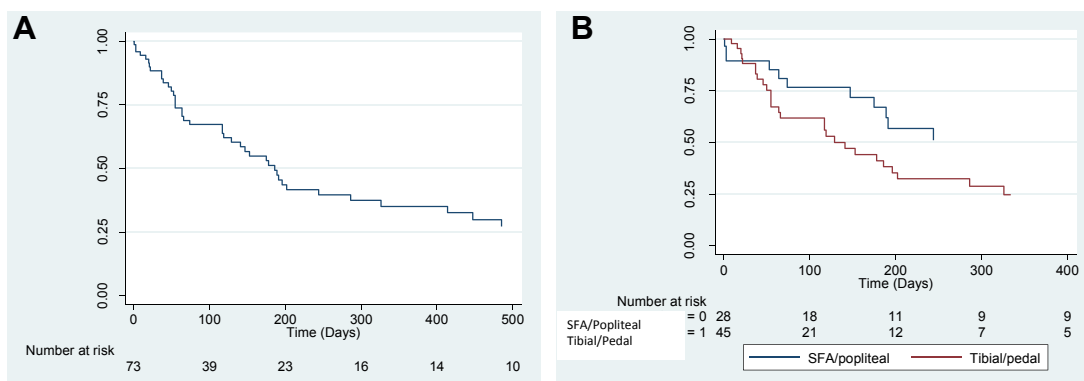 A
1.00
0.75
0.50
0.25
0.00
0 100 200 300 400 500
Time (Days)
Number at risk
73 39 23 16 14 10
B
1.00
0.75
0.50
0.25
0.00
0 100 200 300 400
Time (Days)
Number at risk
SFA/Popliteal = 0 28 18 11 9 9
Tibial/Pedal = 1 45 21 12 7 5
SFA/popliteal Tibial/pedal